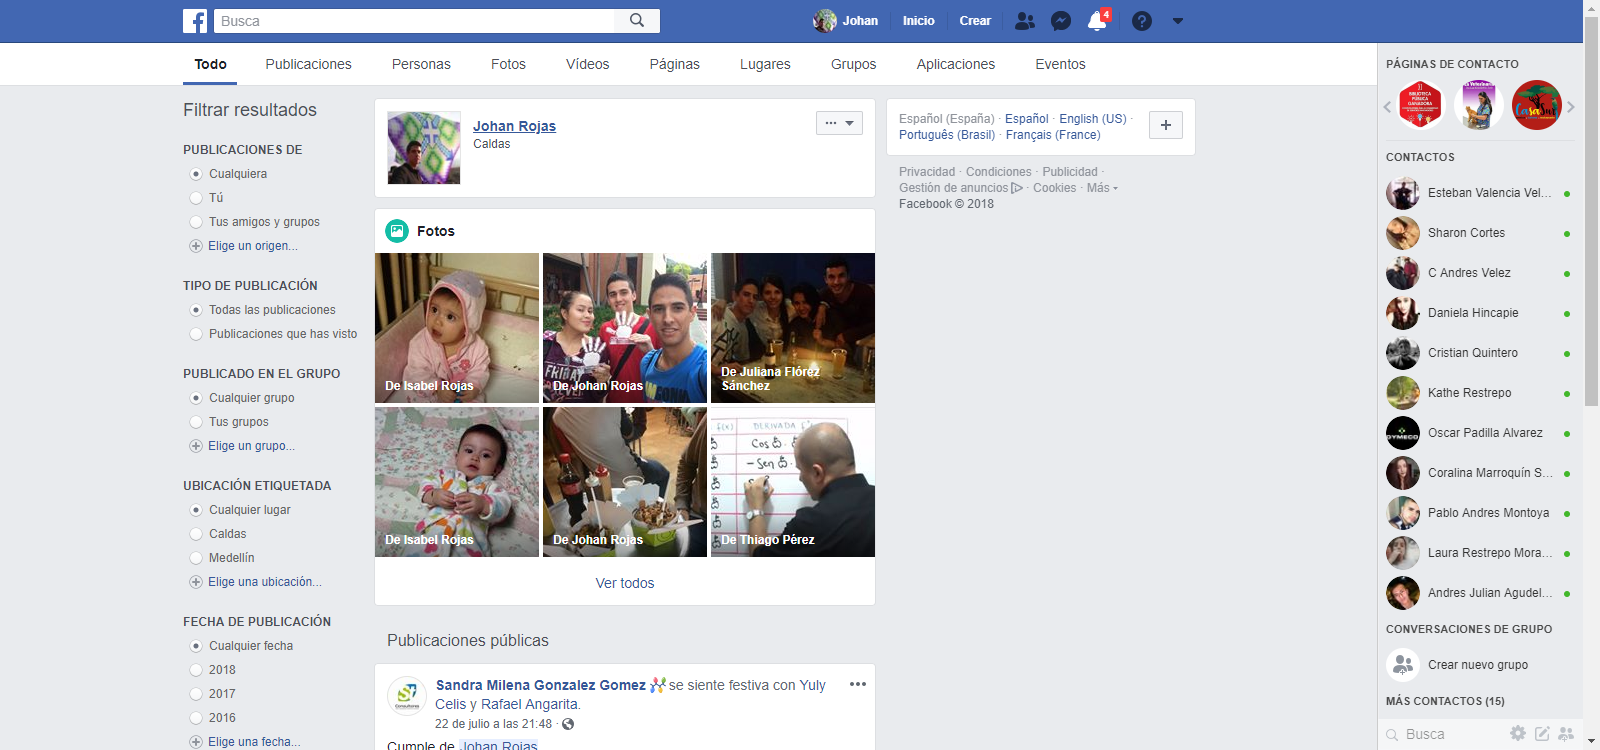 Busca
Johan
Inicio
Crear
4
Todo
Publicaciones
Personas
Fotos
Vídeos
Páginas
Lugares
Grupos
Aplicaciones
Eventos
Filtrar resultados
PUBLICACIONES DE
Cualquiera
Tú
Tus amigos y grupos
Elige un origen...
TIPO DE PUBLICACIÓN
Todas las publicaciones
Publicaciones que has visto
PUBLICADO EN EL GRUPO
Cualquier grupo
Tus grupos
Elige un grupo...
UBICACIÓN ETIQUETADA
Cualquier lugar
Caldas
Medellín
Elige una ubicación...
FECHA DE PUBLICACIÓN
Cualquier fecha
2018
2017
2016
Elige una fecha...
Johan Rojas
Caldas
Fotos
De Isabel Rojas
De Johan Rojas
De Juliana Flórez
Sánchez
De Isabel Rojas
De Johan Rojas
f(x) DERIVADA
Cos
- Sen
De Thiago Pérez
Ver todos
Publicaciones públicas
Sandra Milena Gonzalez Gomez se siente festiva con Yuly
Celis y Rafael Angarita.
22 de julio a las 21:48 ·
Cumple de Johan Rojas
Español (España) · Español · English (US) ·
Português (Brasil) · Français (France)
Privacidad · Condiciones · Publicidad ·
Gestión de anuncios · Cookies · Más
Facebook © 2018
PÁGINAS DE CONTACTO
BIBLIOTECA
PÚBLICA
GANADORA
CasaSur
CONTACTOS
Esteban Valencia Vel...
Sharon Cortes
C Andres Velez
Daniela Hincapie
Cristian Quintero
Kathe Restrepo
GYMECO
Oscar Padilla Alvarez
Coralina Marroquín S...
Pablo Andres Montoya
Laura Restrepo Mora...
Andres Julian Agudel...
CONVERSACIONES DE GRUPO
Crear nuevo grupo
MÁS CONTACTOS (15)
Busca